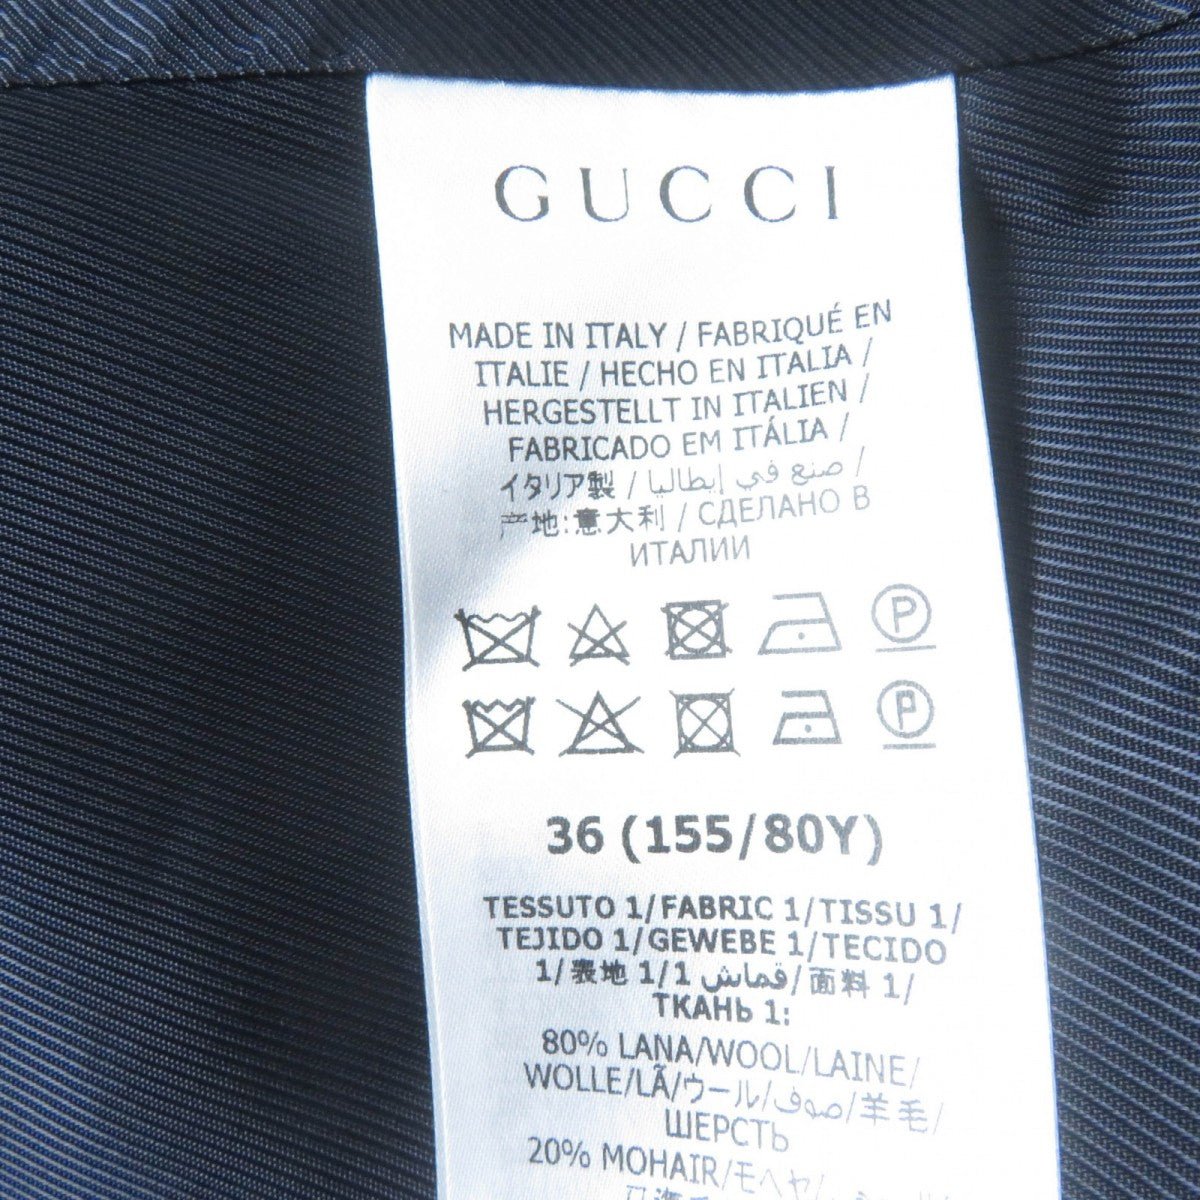 GUCCI
MADE IN ITALY / FABRIQUÉ EN
ITALIE / HECHO EN ITALIA /
HERGESTELLT IN ITALIEN /
FABRICADO EM ITÁLIA /
イタリア製 / صنع في إيطاليا /
产地:意大利 / СДЕЛАНО В
ИТАЛИИ
P
P
36 (155/80Y)
TESSUTO 1/FABRIC 1/TISSU 1/
TEJIDO 1/GEWEBE 1/TECIDO
1/表地 1/قماش 1/面料 1/
ТКАНЬ 1:
80% LANA/WOOL/LAINE/
WOLLE/LÃ/ウール/صوف/羊毛/
ШЕРСТЬ
20% MOHAIR/モヘヤ/